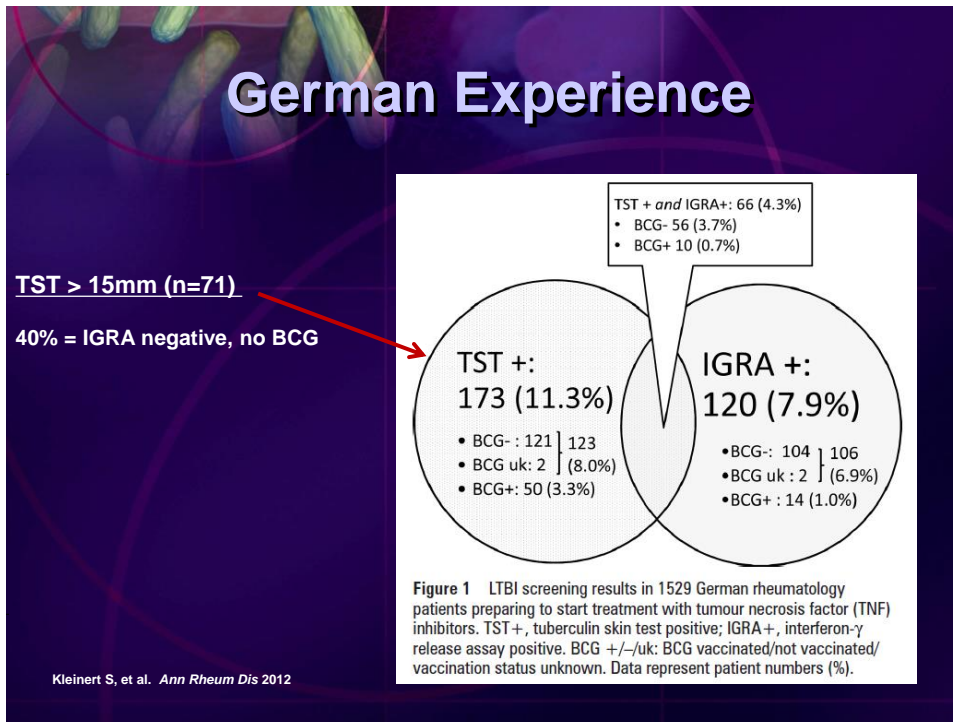 German Experience
TST > 15mm (n=71)
40% = IGRA negative, no BCG
TST + and IGRA+: 66 (4.3%)
• BCG- 56 (3.7%)
• BCG+ 10 (0.7%)
TST +:
173 (11.3%)
• BCG- : 121
• BCG uk: 2
123
(8.0%)
• BCG+: 50 (3.3%)
IGRA +:
120 (7.9%)
•BCG-: 104
•BCG uk : 2
106
(6.9%)
•BCG+ : 14 (1.0%)
Figure 1 LTBI screening results in 1529 German rheumatology
patients preparing to start treatment with tumour necrosis factor (TNF)
inhibitors. TST+, tuberculin skin test positive; IGRA+, interferon-γ
release assay positive. BCG +/–/uk: BCG vaccinated/not vaccinated/
vaccination status unknown. Data represent patient numbers (%).
Kleinert S, et al. Ann Rheum Dis 2012